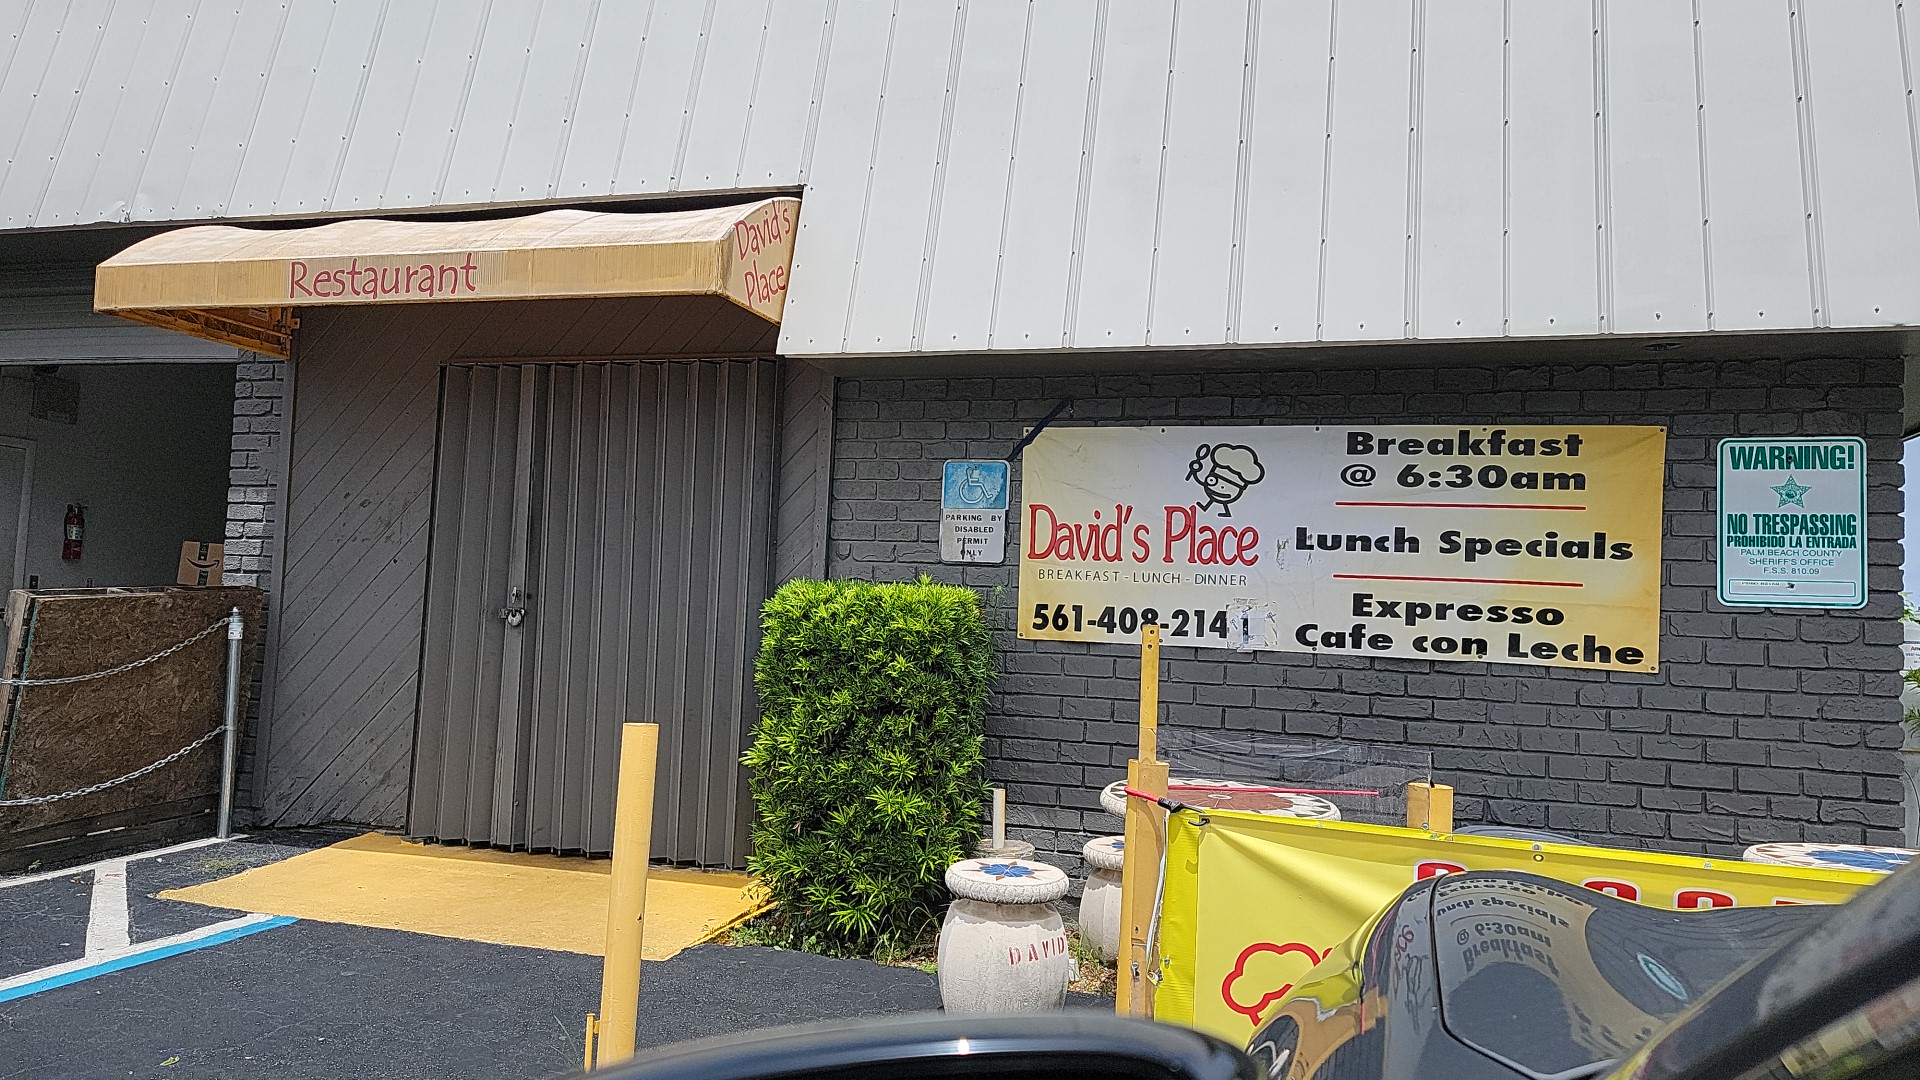 Restaurant
David's
Place
PARKING BY
DISABLED
PERMIT
ONLY
David's Place
BREAKFAST - LUNCH - DINNER
561-408-2141
Breakfast
@ 6:30am
Lunch Specials
Expresso
Cafe con Leche
WARNING!
NO TRESPASSING
PROHIBIDO LA ENTRADA
PALM BEACH COUNTY
SHERIFF'S OFFICE
F.S.S. 810.09
DAVID